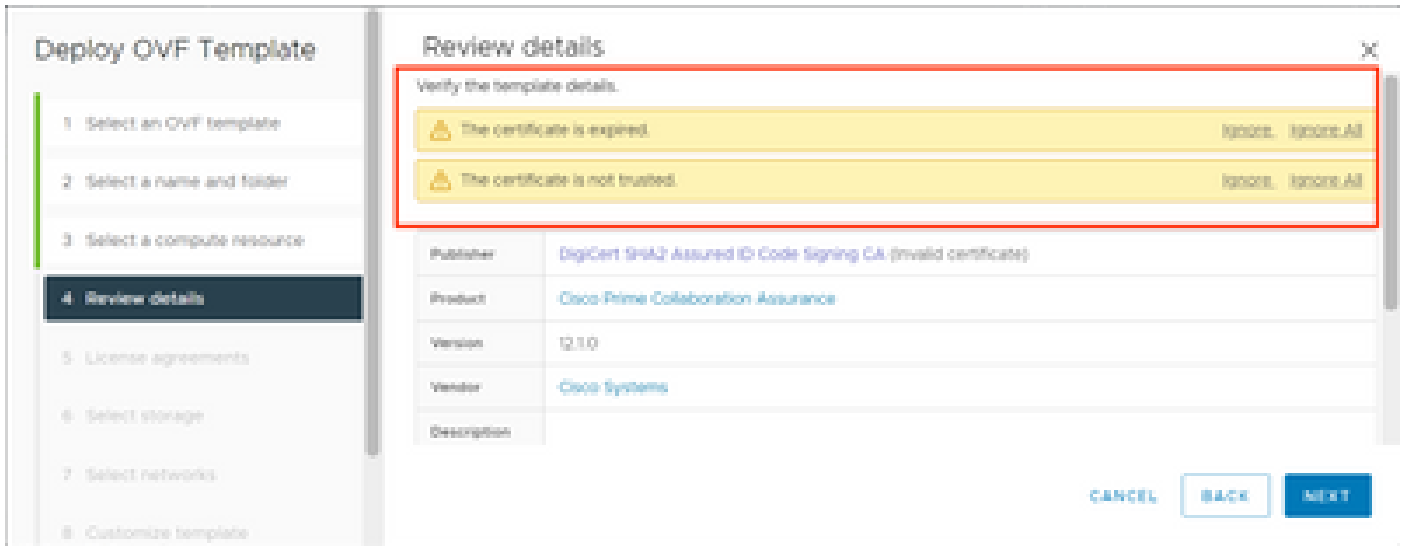 Deploy OVF Template
1 Select an OVF template
2 Select a name and folder
3 Select a compute resource
4 Review details
5 License agreements
6 Select storage
7 Select networks
8 Customize template
Review details
Verify the template details.
The certificate is expired. Ignore Ignore All
The certificate is not trusted. Ignore Ignore All
Publisher DigiCert SHA2 Assured ID Code Signing CA (Invalid certificate)
Product Cisco Prime Collaboration Assurance
Version 12.1.0
Vendor Cisco Systems
Description
CANCEL BACK NEXT